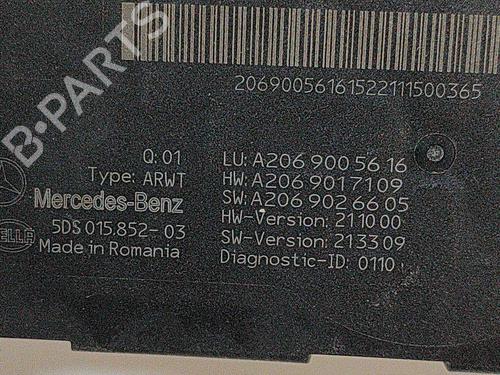 B-PARTS
20690056161522111500365
Q: 01
Type: ARWT
Mercedes-Benz
5DS 015.852-03
Made in Romania
LU: A206 900 56 16
HW: A206 901 71 09
SW: A206 902 66 05
HW-Version: 21 10 00
SW-Version: 21 33 09
Diagnostic-ID: 0110